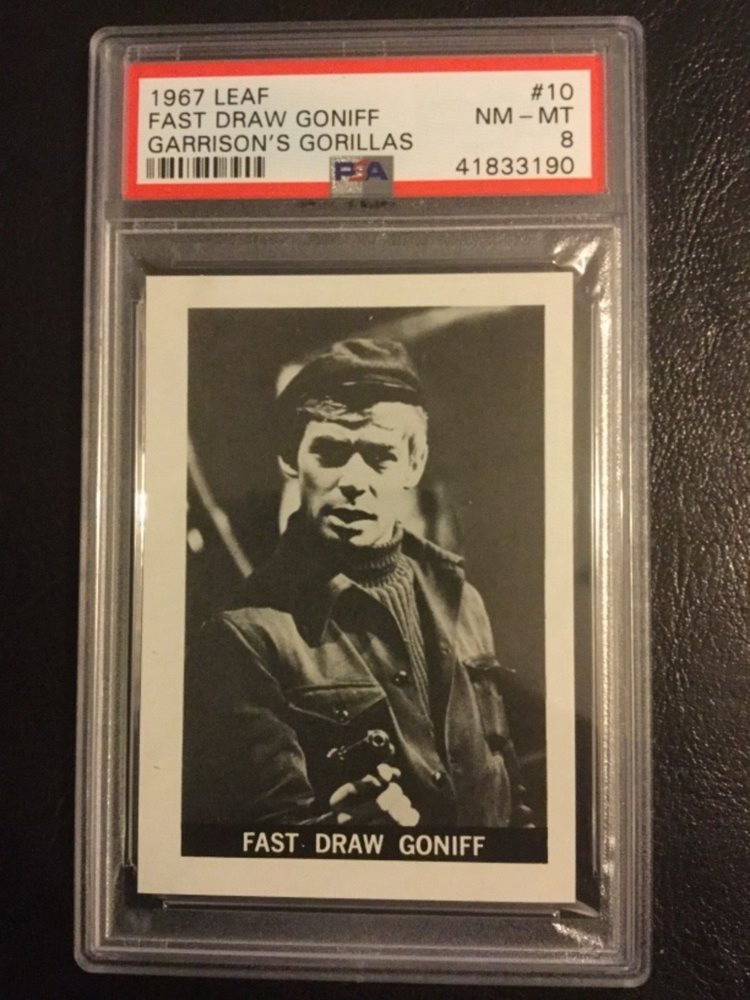 1967 LEAF #10
FAST DRAW GONIFF NM - MT
GARRISON'S GORILLAS 8
PSA 41833190
FAST DRAW GONIFF